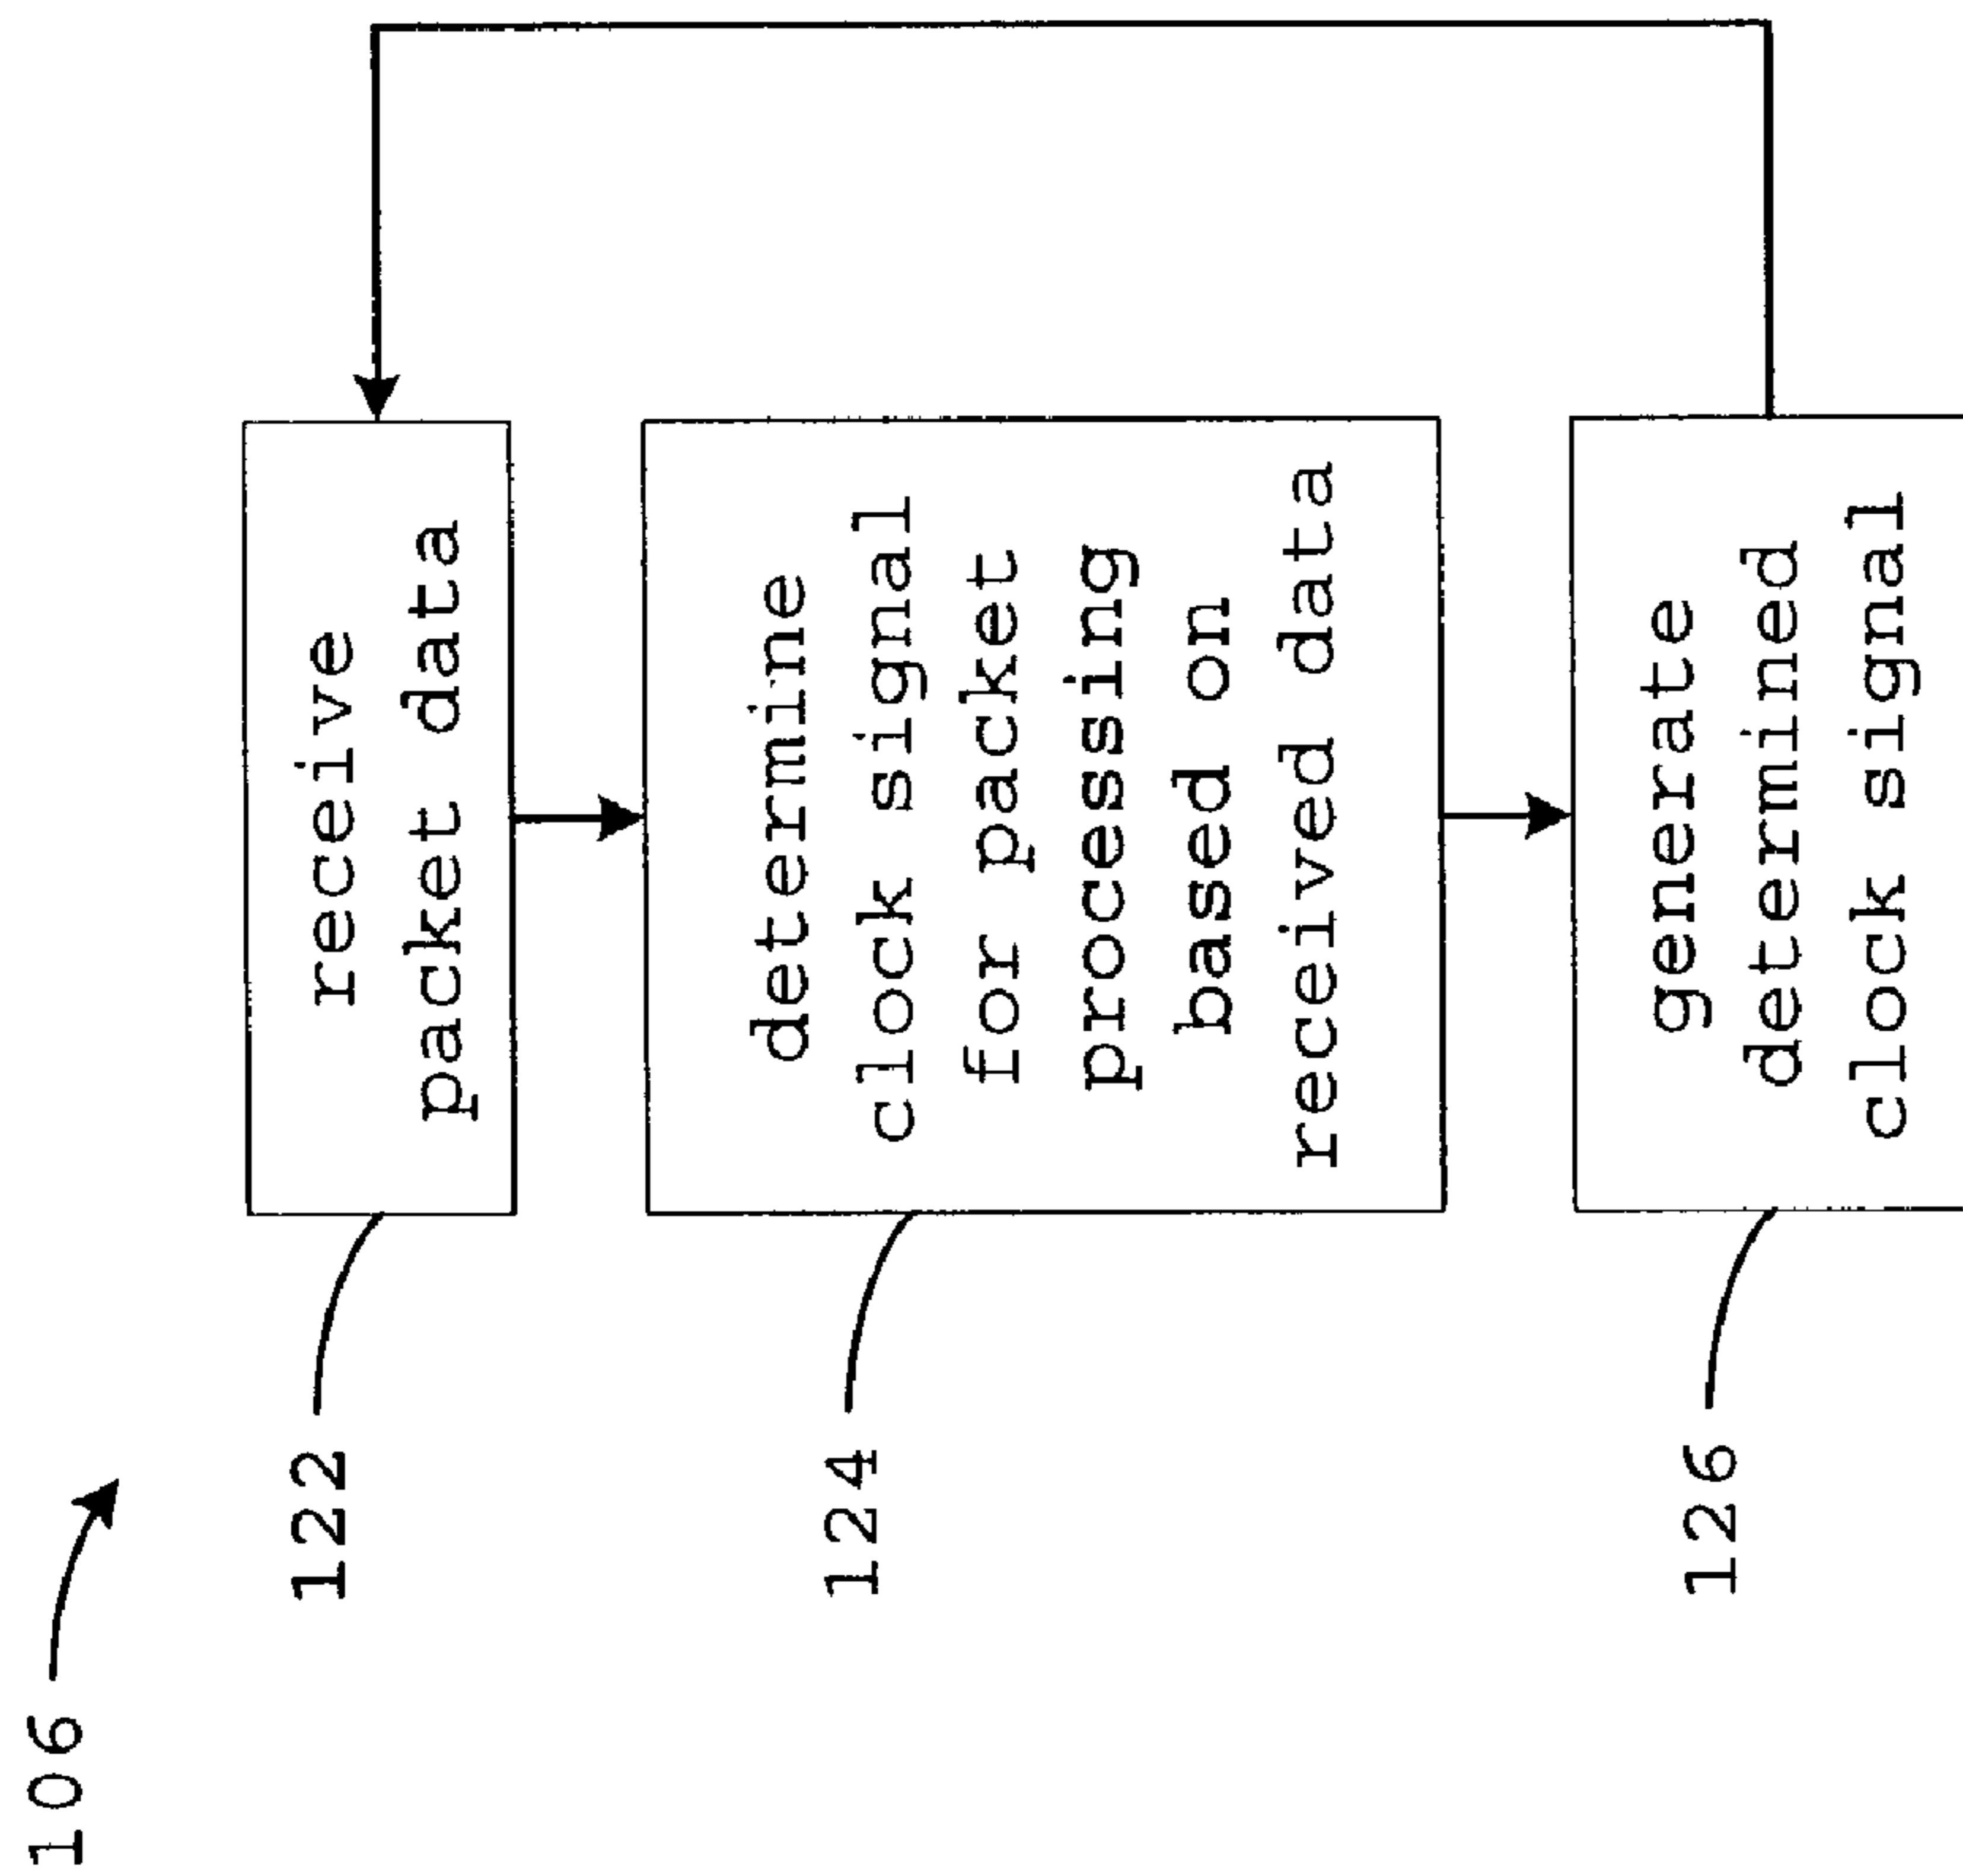 106
122
receive
packet data
124
determine
clock signal
for packet
processing
based on
received data
126
generate
determined
clock signal